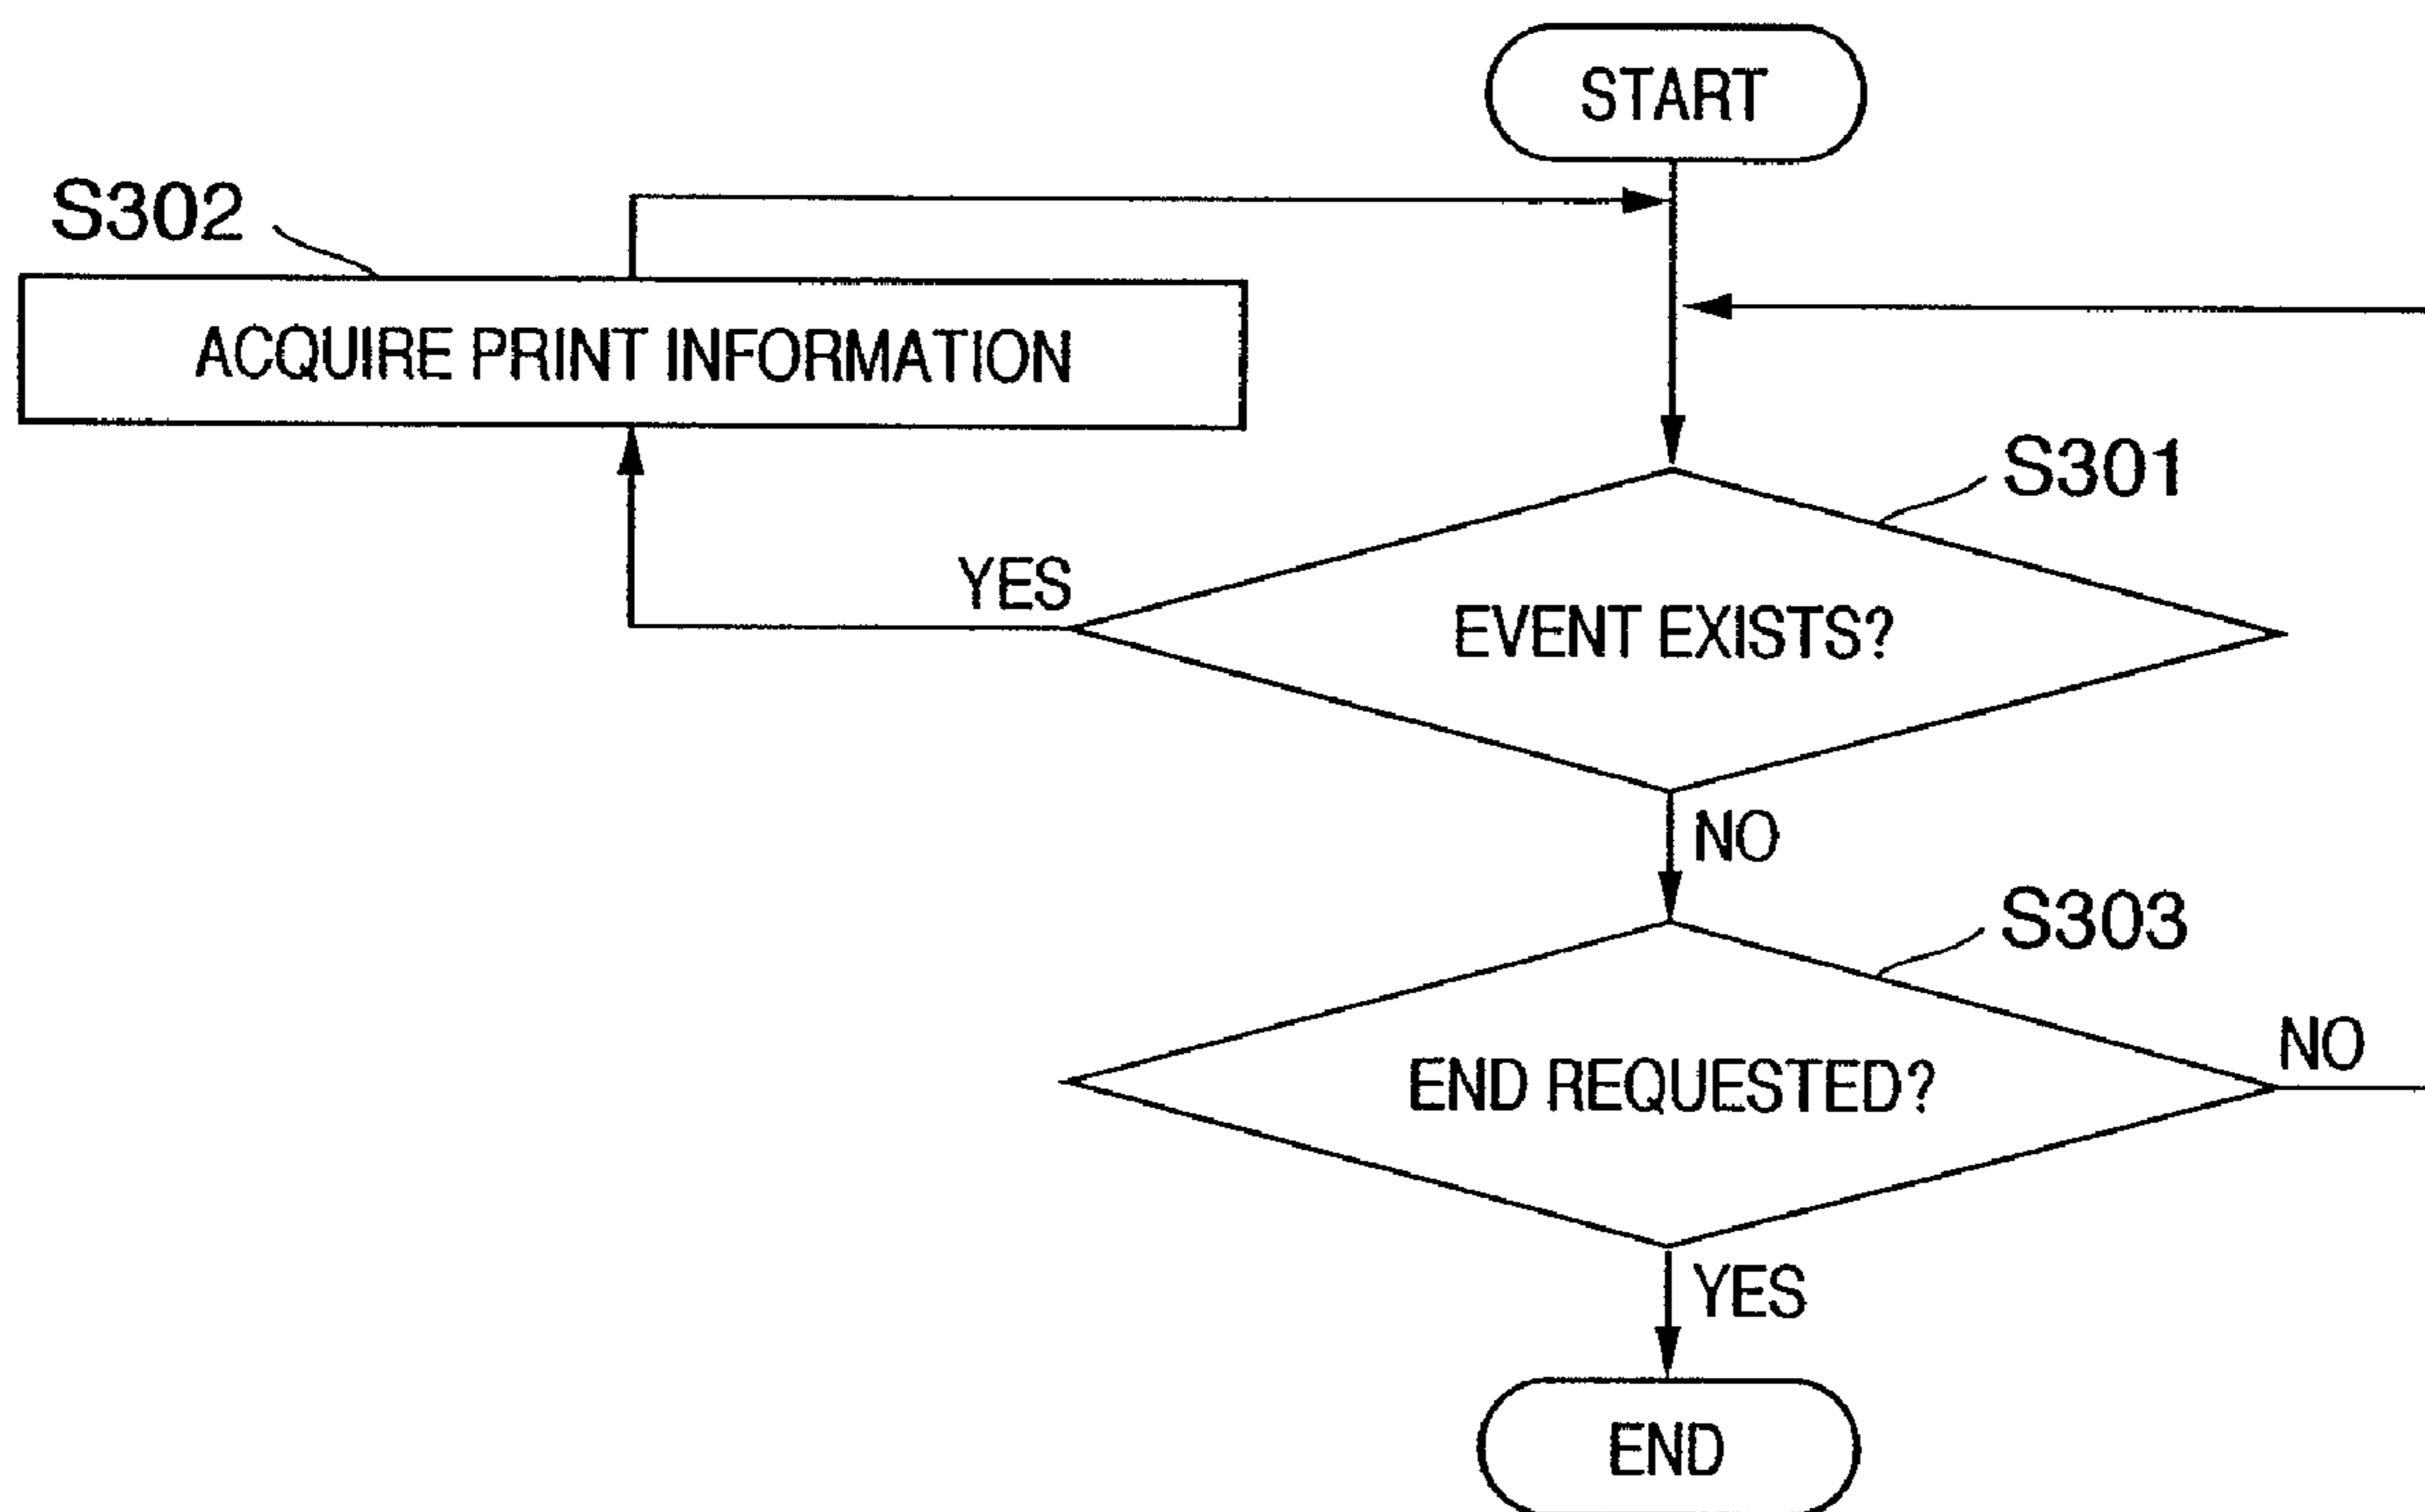 START
S302
ACQUIRE PRINT INFORMATION
S301
YES
EVENT EXISTS?
NO
S303
NO
END REQUESTED?
YES
END